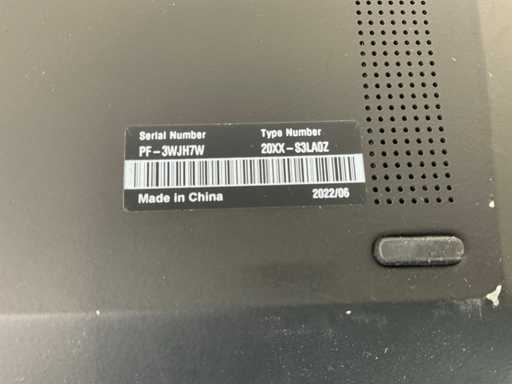 Serial Number Type Number
PF-3WJH7W 20XX-S3LA0Z
Made in China 2022/06